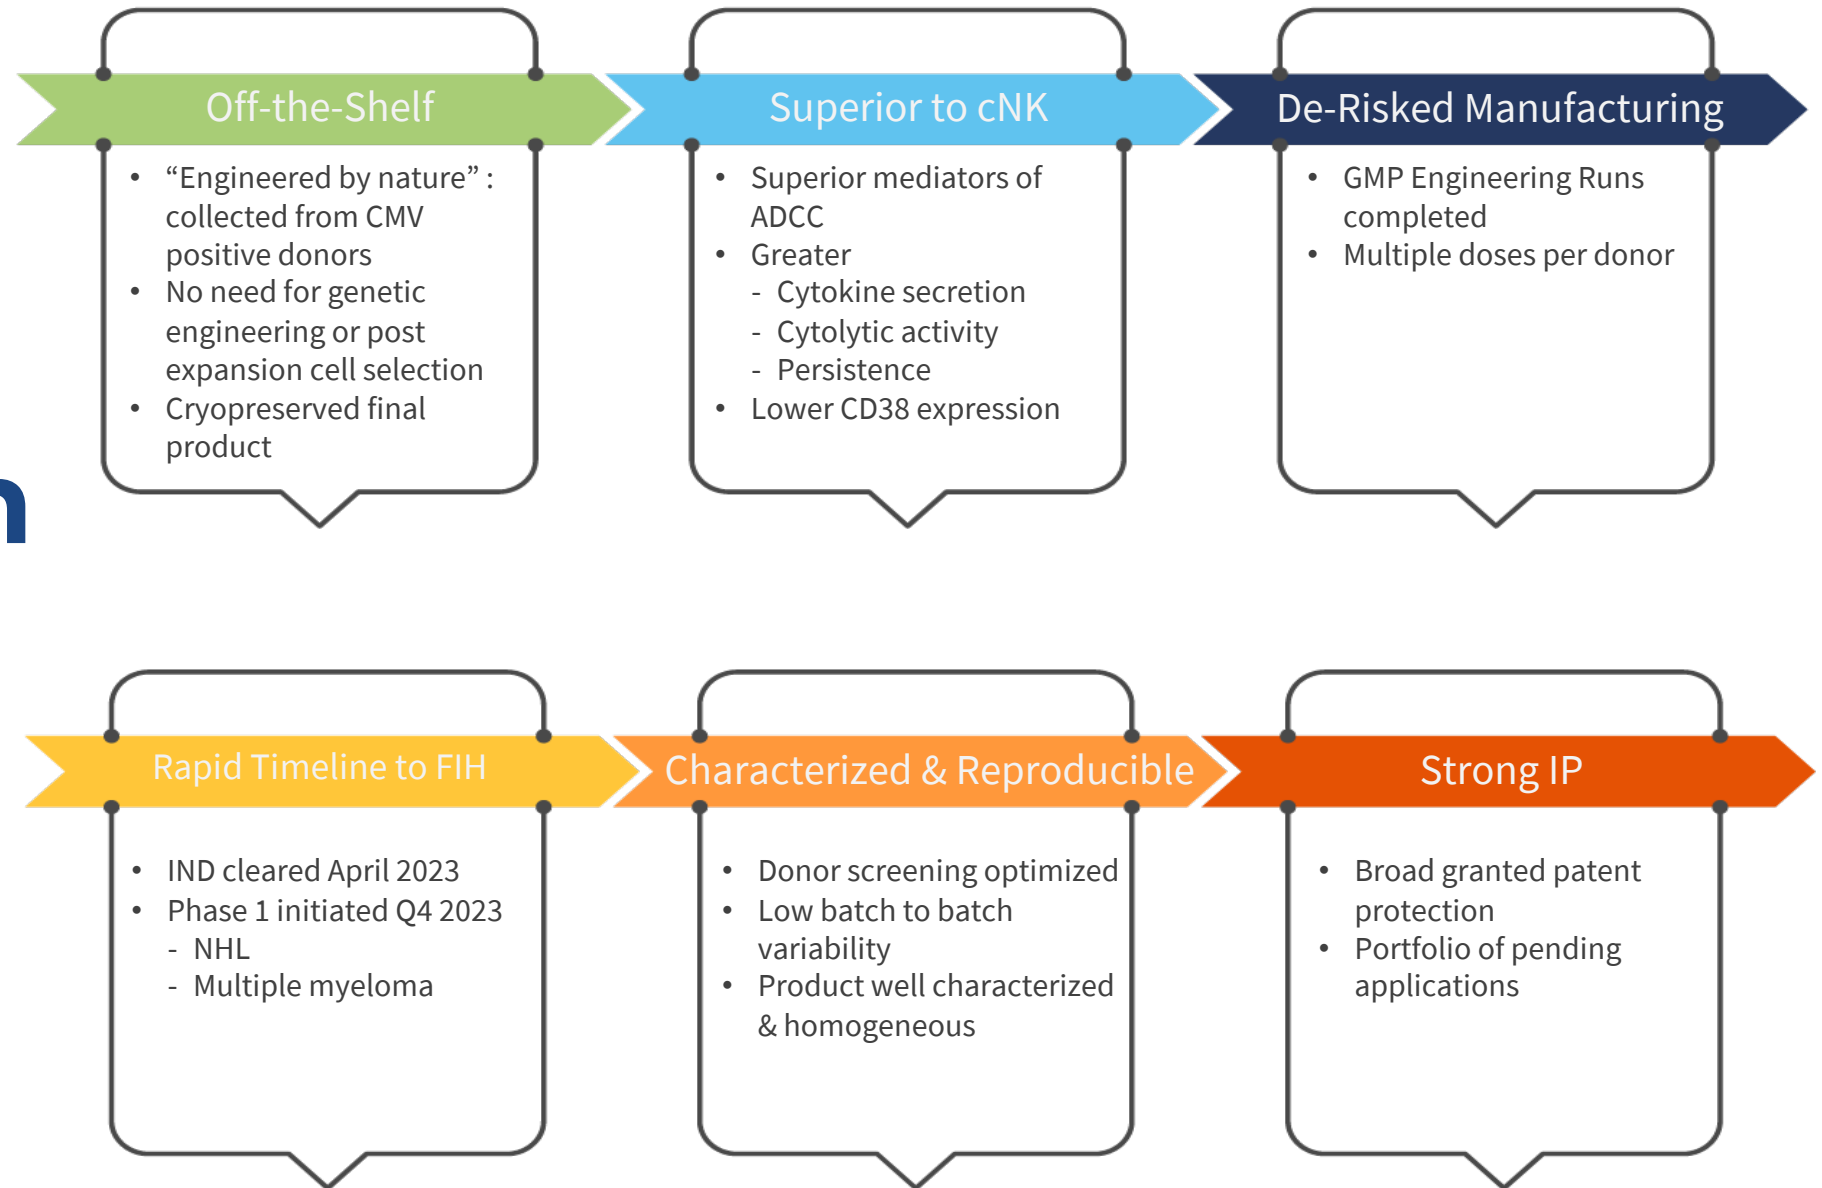 Off-the-Shelf
• “Engineered by nature” :
collected from CMV
positive donors
• No need for genetic
engineering or post
expansion cell selection
• Cryopreserved final
product
Superior to cNK
• Superior mediators of
ADCC
• Greater
- Cytokine secretion
- Cytolytic activity
- Persistence
• Lower CD38 expression
De-Risked Manufacturing
• GMP Engineering Runs
completed
• Multiple doses per donor
n
Rapid Timeline to FIH
• IND cleared April 2023
• Phase 1 initiated Q4 2023
- NHL
- Multiple myeloma
Characterized & Reproducible
• Donor screening optimized
• Low batch to batch
variability
• Product well characterized
& homogeneous
Strong IP
• Broad granted patent
protection
• Portfolio of pending
applications